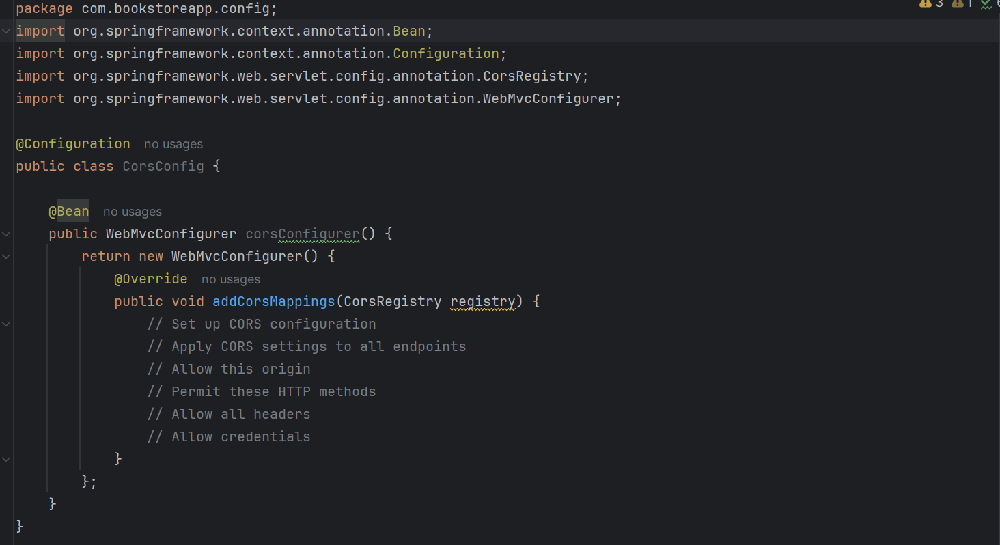 package com.bookstoreapp.config;
3 1 6
import org.springframework.context.annotation.Bean;
import org.springframework.context.annotation.Configuration;
import org.springframework.web.servlet.config.annotation.CorsRegistry;
import org.springframework.web.servlet.config.annotation.WebMvcConfigurer;
@Configuration no usages
public class CorsConfig {
@Bean no usages
public WebMvcConfigurer corsConfigurer() {
return new WebMvcConfigurer() {
@Override no usages
public void addCorsMappings(CorsRegistry registry) {
// Set up CORS configuration
// Apply CORS settings to all endpoints
// Allow this origin
// Permit these HTTP methods
// Allow all headers
// Allow credentials
}
};
}
}